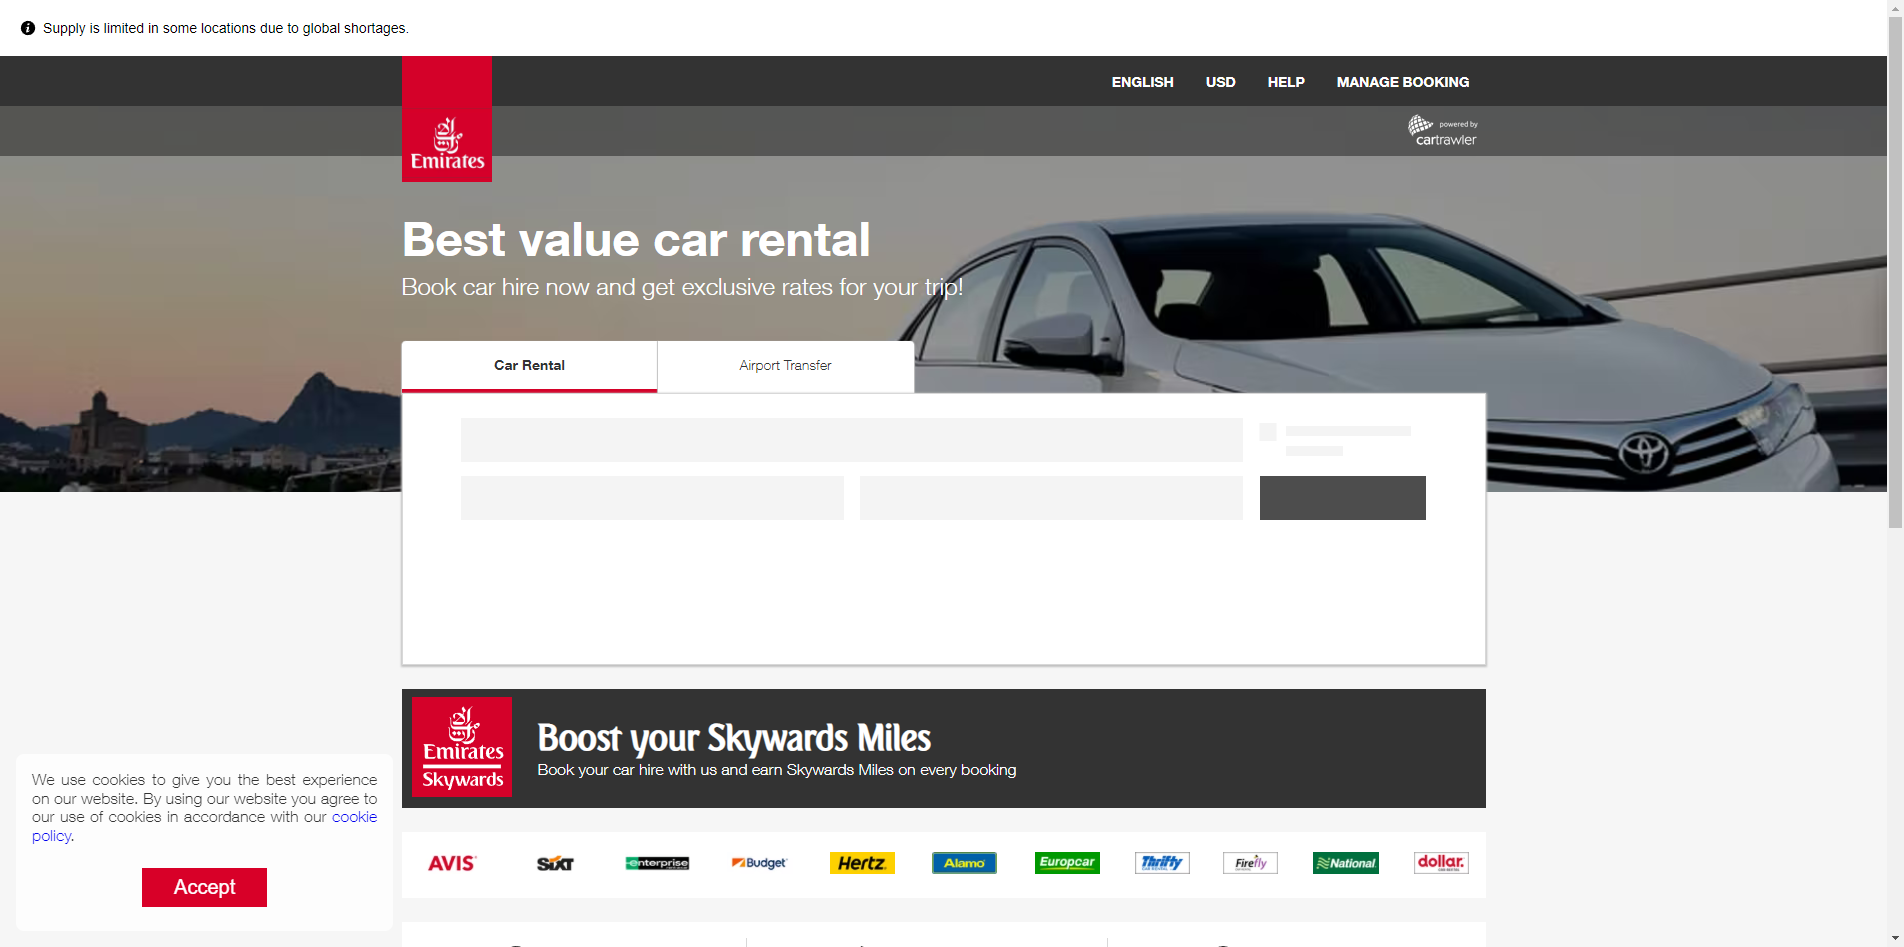 Supply is limited in some locations due to global shortages.
ENGLISH USD HELP MANAGE BOOKING
Emirates
powered by
cartrawler
Best value car rental
Book car hire now and get exclusive rates for your trip!
Car Rental Airport Transfer
Emirates
Skywards
Boost your Skywards Miles
Book your car hire with us and earn Skywards Miles on every booking
We use cookies to give you the best experience
on our website. By using our website you agree to
our use of cookies in accordance with our cookie
policy.
Accept
AVIS SIXT enterprise Budget Hertz Alamo Europcar Thrifty Firefly National dollar.